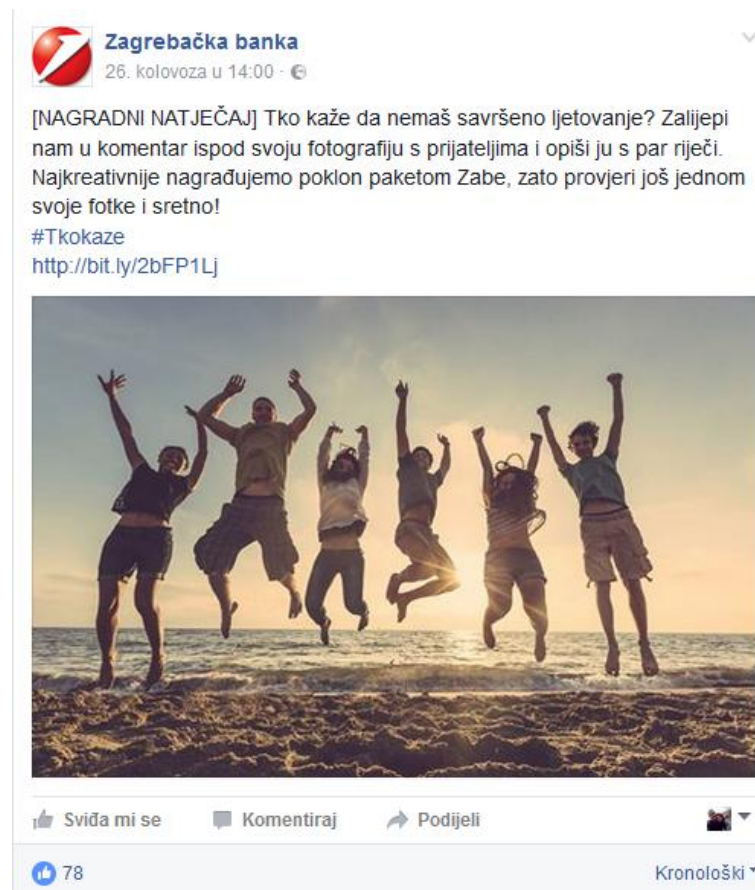 Zagrebačka banka
26. kolovoza u 14:00 ·
[NAGRADNI NATJEČAJ] Tko kaže da nemaš savršeno ljetovanje? Zalijepi
nam u komentar ispod svoju fotografiju s prijateljima i opiši ju s par riječi.
Najkreativnije nagrađujemo poklon paketom Zabe, zato provjeri još jednom
svoje fotke i sretno!
#Tkokaze
http://bit.ly/2bFP1Lj
Sviđa mi se Komentiraj Podijeli
78 Kronološki